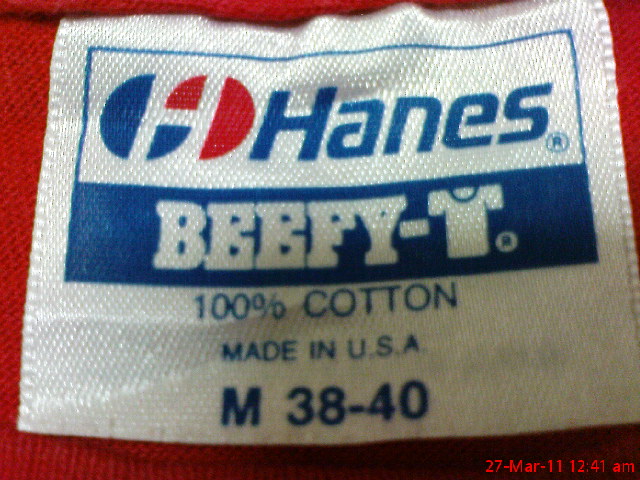 Hanes®
BEEFY-T®
100% COTTON
MADE IN U.S.A.
M 38-40
27-Mar-11 12:41 am